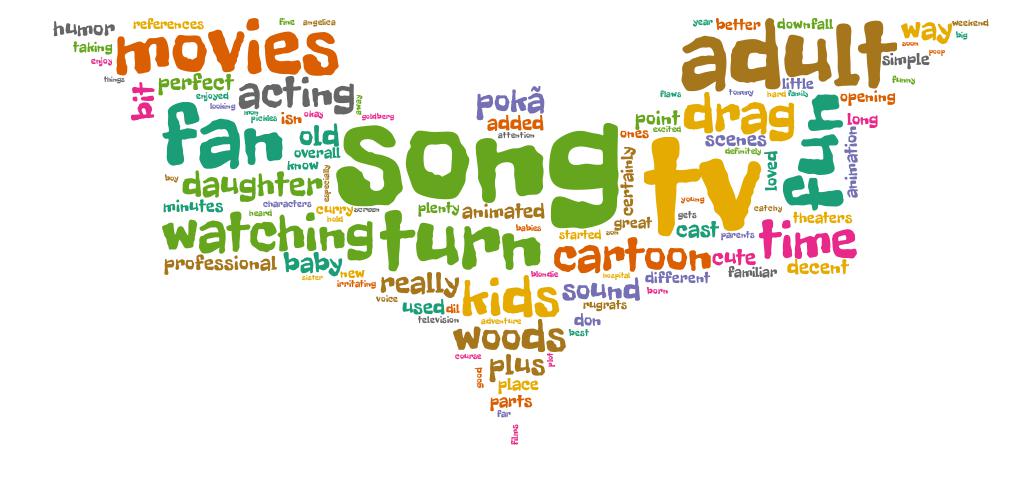 humor
references
fine
angelica
taking
movies
enjoy
things
perfect
bit
enjoyed
looking
acting
away
goldberg
pickles
isn
okay
fan
old
overall
know
especially
boy
daughter
minutes
characters
heard
curry
screen
watching
professional
baby
sister
new
irritating
voice
really
used
dil
television
song
turn
plenty
animated
babies
pokã
added
attention
ones
certainly
started
great
cartoon
blondie
hospital
kids
adventure
sound
different
born
rugrats
don
best
woods
course
plus
plot
good
place
parts
far
films
year
better
downfall
adult
way
weekend
big
soon
poop
simple
funny
little
family
hard
tommy
flaws
drag
opening
point
excited
scenes
definitely
long
fun
animation
loved
tv
young
gets
cast
parents
catchy
theaters
time
cute
familiar
decent